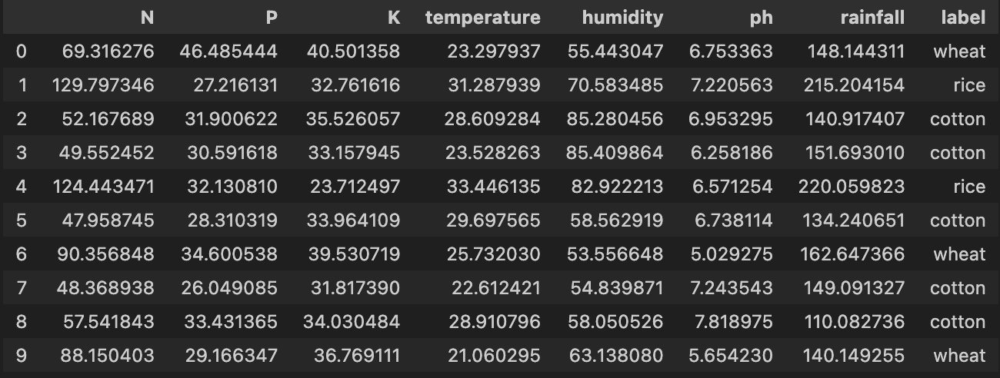 N P K temperature humidity ph rainfall label
0 69.316276 46.485444 40.501358 23.297937 55.443047 6.753363 148.144311 wheat
1 129.797346 27.216131 32.761616 31.287939 70.583485 7.220563 215.204154 rice
2 52.167689 31.900622 35.526057 28.609284 85.280456 6.953295 140.917407 cotton
3 49.552452 30.591618 33.157945 23.528263 85.409864 6.258186 151.693010 cotton
4 124.443471 32.130810 23.712497 33.446135 82.922213 6.571254 220.059823 rice
5 47.958745 28.310319 33.964109 29.697565 58.562919 6.738114 134.240651 cotton
6 90.356848 34.600538 39.530719 25.732030 53.556648 5.029275 162.647366 wheat
7 48.368938 26.049085 31.817390 22.612421 54.839871 7.243543 149.091327 cotton
8 57.541843 33.431365 34.030484 28.910796 58.050526 7.818975 110.082736 cotton
9 88.150403 29.166347 36.769111 21.060295 63.138080 5.654230 140.149255 wheat